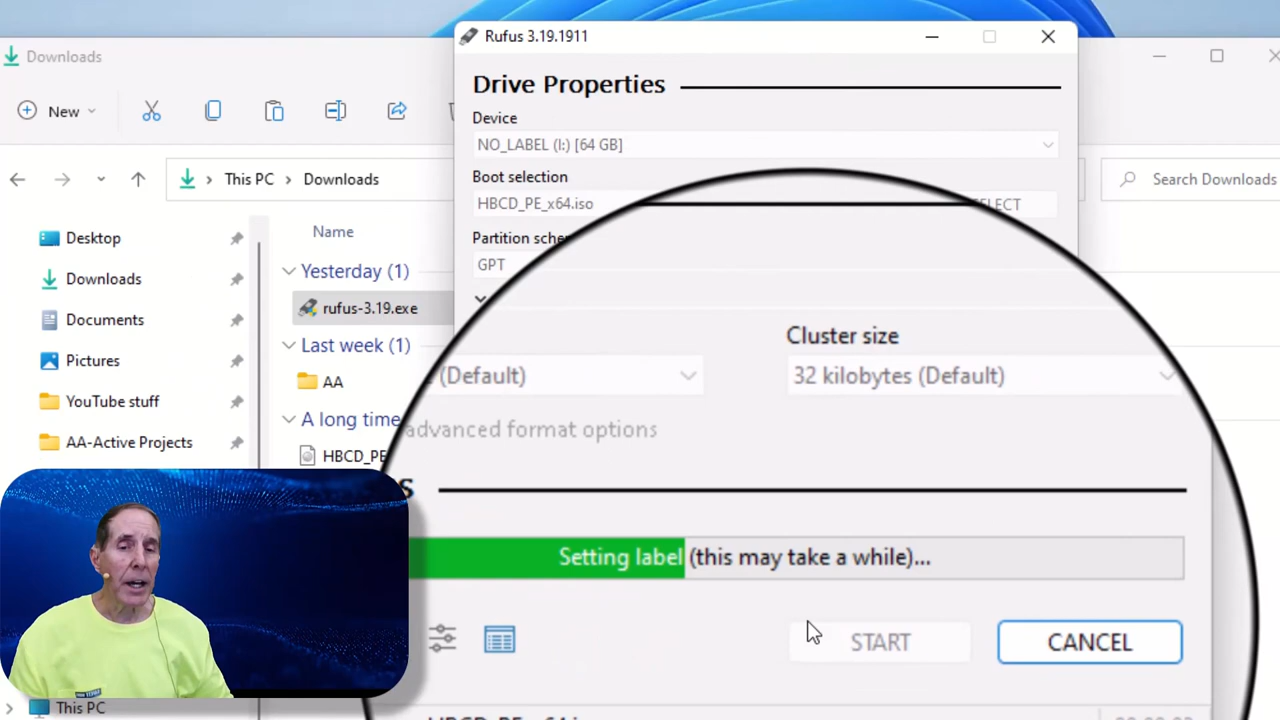 Rufus 3.19.1911
Downloads
Drive Properties
New
Device
NO_LABEL (I:) [64 GB]
This PC
Downloads
Search Downloads
Boot selection
HBCD_PE_x64.iso
Partition
GPT
Name
Desktop
Yesterday (1)
Downloads
rufus-3.19.exe
Documents
Last week (1)
Cluster size
Pictures
AA
(Default)
32 kilobytes (Default)
YouTube stuff
A long time
advanced format options
AA-Active Projects
HBCD_PE
Setting label (this may take a while)...
START
CANCEL
This PC